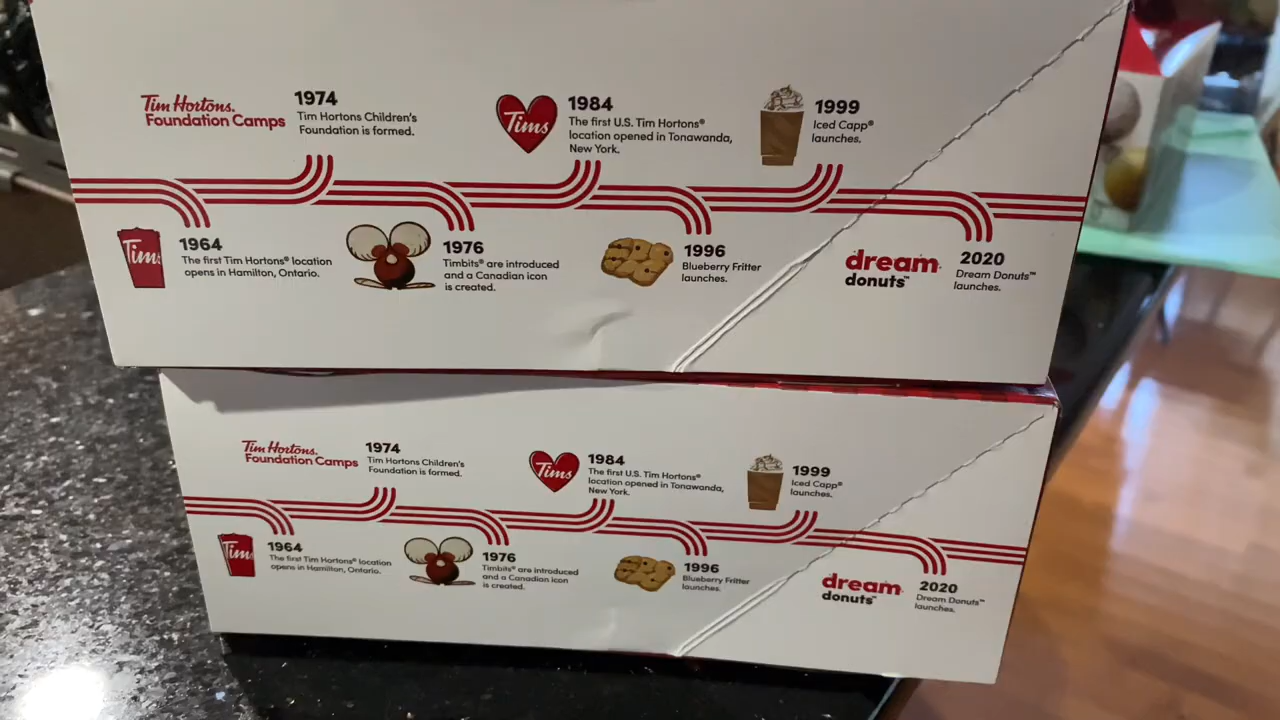 Tim Hortons.
Foundation Camps
1974
Tim Hortons Children's
Foundation is formed.
Tims
1984
The first U.S. Tim Hortons®
location opened in Tonawanda,
New York.
1999
Iced Capp®
launches.
Tims
1964
The first Tim Hortons® location
opens in Hamilton, Ontario.
1976
Timbits® are introduced
and a Canadian icon
is created.
1996
Blueberry Fritter
launches.
dream
donuts™
2020
Dream Donuts™
launches.
Tim Hortons.
Foundation Camps
1974
Tim Hortons Children's
Foundation is formed.
Tims
1984
The first U.S. Tim Hortons®
location opened in Tonawanda,
New York.
1999
Iced Capp®
launches.
Tims
1964
The first Tim Hortons® location
opens in Hamilton, Ontario.
1976
Timbits® are introduced
and a Canadian icon
is created.
1996
Blueberry Fritter
launches.
dream
donuts™
2020
Dream Donuts™
launches.